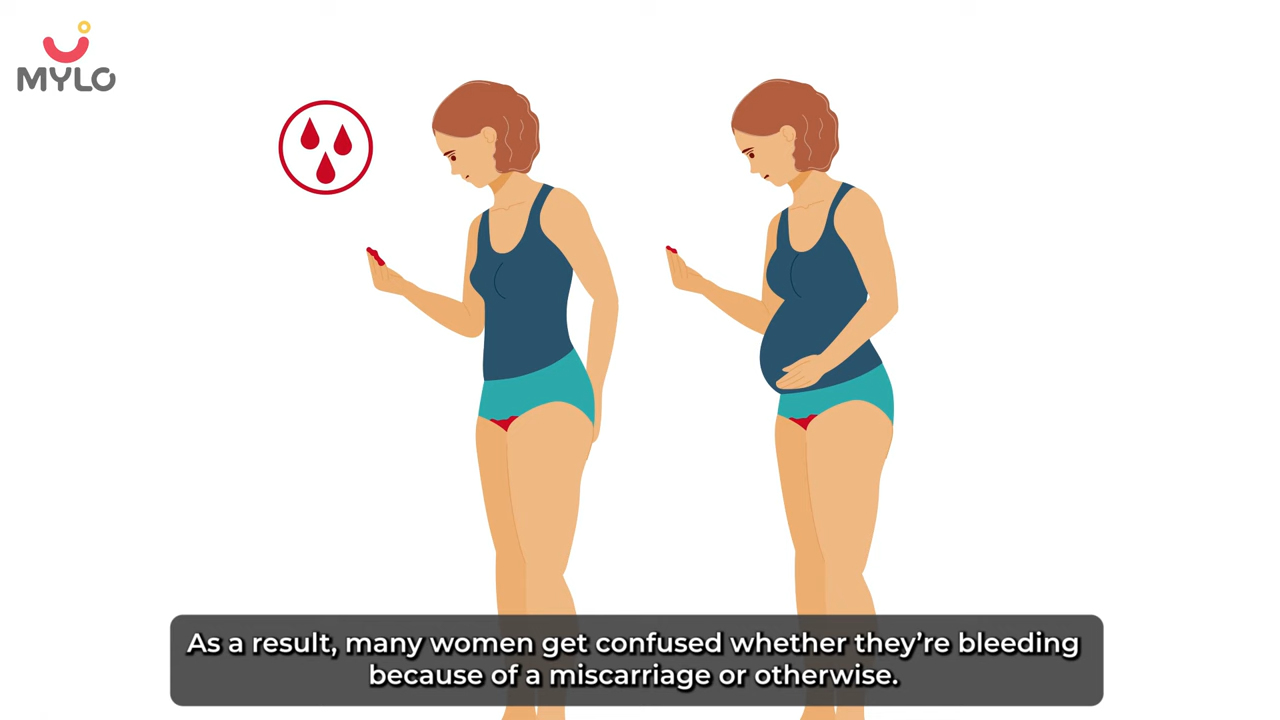 MYLO
As a result, many women get confused whether they’re bleeding
because of a miscarriage or otherwise.